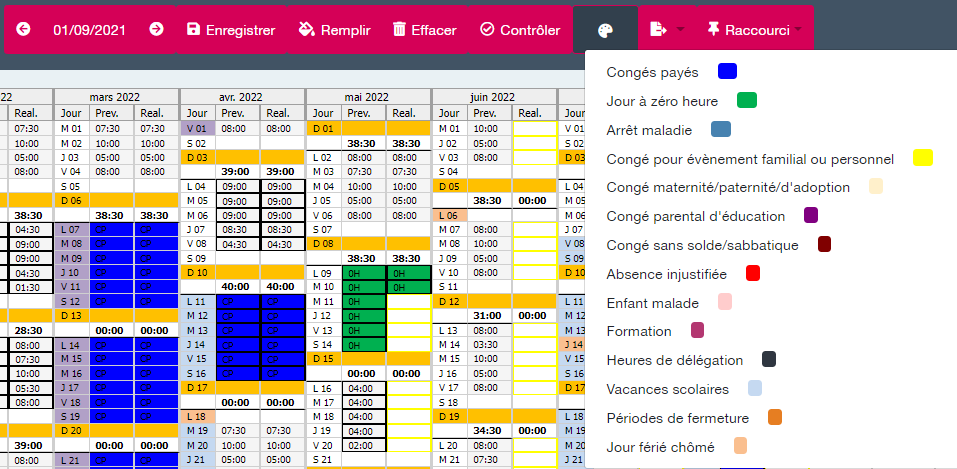 01/09/2021 Enregistrer Remplir Effacer Contrôler Raccourci
22 mars 2022 avr. 2022 mai 2022 juin 2022
Real. Jour Prev. Real. Jour Prev. Real. Jour Prev. Real. Jour Prev. Real. Jour
07:30 M 01 07:30 07:30 V 01 08:00 08:00 D 01 M 01 10:00 V 01
10:00 M 02 10:00 10:00 S 02 38:30 38:30 J 02 05:00 S 02
05:00 J 03 05:00 05:00 D 03 L 02 08:00 08:00 V 03 08:00 D 03
08:00 V 04 08:00 08:00 39:00 39:00 M 03 07:30 07:30 S 04
S 05 L 04 09:00 09:00 M 04 10:00 10:00 D 05 L 04
D 06 M 05 09:00 09:00 J 05 05:00 05:00 38:30 00:00 M 05
38:30 38:30 38:30 M 06 09:00 09:00 V 06 08:00 08:00 L 06 M 06
04:30 L 07 CP CP J 07 08:30 08:30 S 07 M 07 08:00 J 07
09:00 M 08 CP CP V 08 04:30 04:30 D 08 M 08 10:00 V 08
09:00 M 09 CP CP S 09 38:30 38:30 J 09 05:00 S 09
04:30 J 10 CP CP D 10 L 09 0H 0H V 10 08:00 D 10
01:30 V 11 CP CP 40:00 40:00 M 10 0H 0H S 11
S 12 CP CP L 11 CP CP M 11 0H D 12 L 11
D 13 M 12 CP CP J 12 0H 31:00 00:00 M 12
28:30 00:00 00:00 M 13 CP CP V 13 0H L 13 08:00 M 13
08:00 L 14 CP CP J 14 CP CP S 14 0H M 14 03:30 J 14
07:30 M 15 CP CP V 15 CP CP D 15 M 15 10:00 V 15
10:00 M 16 CP CP S 16 CP CP 00:00 00:00 J 16 05:00 S 16
05:30 J 17 CP CP D 17 L 16 04:00 V 17 08:00 D 17
08:00 V 18 CP CP 00:00 00:00 M 17 04:00 S 18
S 19 CP CP L 18 M 18 04:00 D 19 L 18
D 20 M 19 07:30 07:30 J 19 04:00 34:30 00:00 M 19
39:00 00:00 00:00 M 20 10:00 10:00 V 20 02:00 L 20 08:00 M 20
L 21 CP CP J 21 05:00 05:00 S 21 M 21 07:30 J 21
Congés payés
Jour à zéro heure
Arrêt maladie
Congé pour évènement familial ou personnel
Congé maternité/paternité/d'adoption
Congé parental d'éducation
Congé sans solde/sabbatique
Absence injustifiée
Enfant malade
Formation
Heures de délégation
Vacances scolaires
Périodes de fermeture
Jour férié chômé